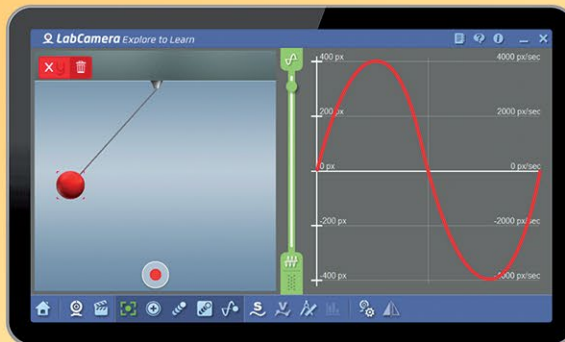 LabCamera Explore to Learn
x y
400 px 4000 px/sec
200 px 2000 px/sec
0 px 0 px/sec
-200 px -2000 px/sec
-400 px
S V